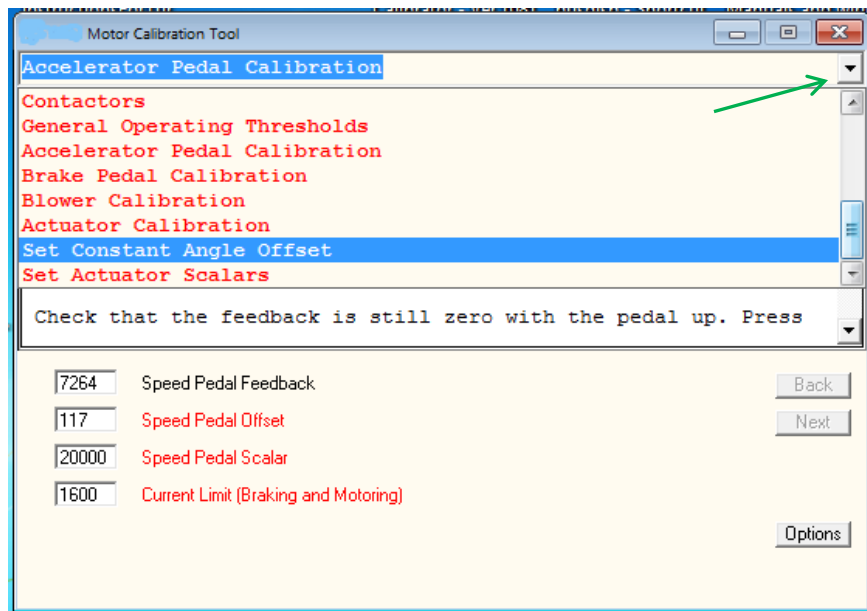 Motor Calibration Tool
Accelerator Pedal Calibration
Contactors
General Operating Thresholds
Accelerator Pedal Calibration
Brake Pedal Calibration
Blower Calibration
Actuator Calibration
Set Constant Angle Offset
Set Actuator Scalars
Check that the feedback is still zero with the pedal up. Press
7264 Speed Pedal Feedback Back
117 Speed Pedal Offset Next
20000 Speed Pedal Scalar
1600 Current Limit (Braking and Motoring)
Options